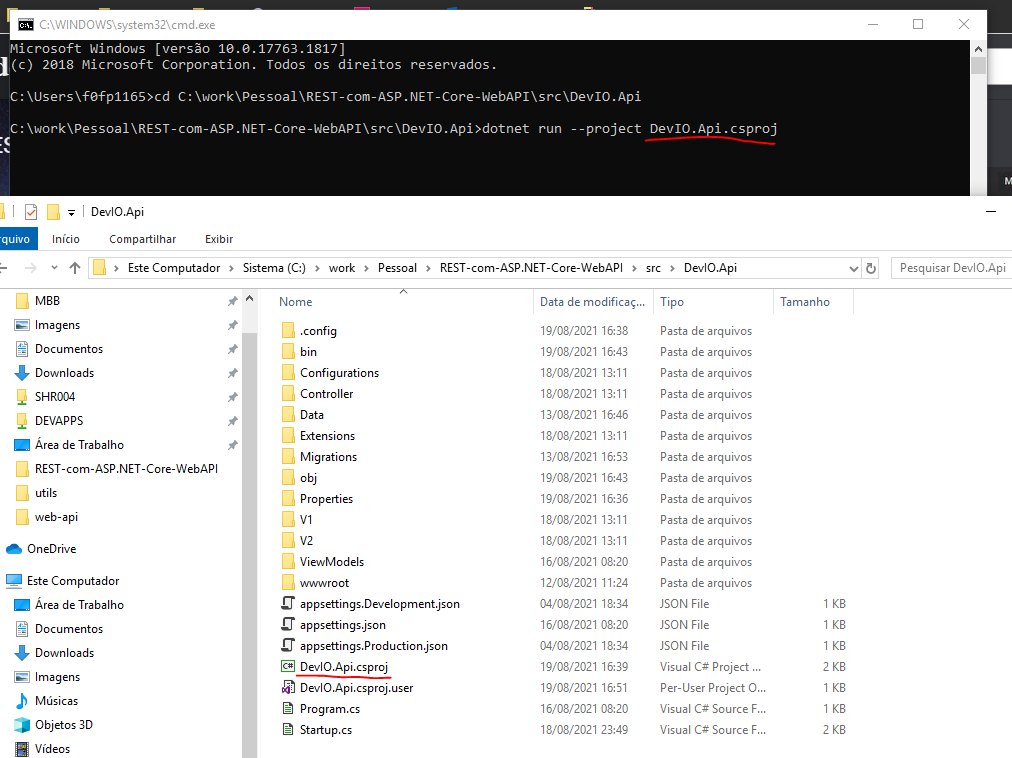 C:\WINDOWS\system32\cmd.exe
Microsoft Windows [versão 10.0.17763.1817]
(c) 2018 Microsoft Corporation. Todos os direitos reservados.
C:\Users\f0fp1165>cd C:\work\Pessoal\REST-com-ASP.NET-Core-WebAPI\src\DevIO.Api
C:\work\Pessoal\REST-com-ASP.NET-Core-WebAPI\src\DevIO.Api>dotnet run --project DevIO.Api.csproj
DevIO.Api
rquivo Início Compartilhar Exibir
Este Computador > Sistema (C:) > work > Pessoal > REST-com-ASP.NET-Core-WebAPI > src > DevIO.Api
Pesquisar DevIO.Api
MBB
Imagens
Documentos
Downloads
SHR004
DEVAPPS
Área de Trabalho
REST-com-ASP.NET-Core-WebAPI
utils
web-api
OneDrive
Este Computador
Área de Trabalho
Documentos
Downloads
Imagens
Músicas
Objetos 3D
Vídeos
Nome Data de modificaç... Tipo Tamanho
.config 19/08/2021 16:38 Pasta de arquivos
bin 19/08/2021 16:43 Pasta de arquivos
Configurations 18/08/2021 13:11 Pasta de arquivos
Controller 18/08/2021 13:11 Pasta de arquivos
Data 13/08/2021 16:46 Pasta de arquivos
Extensions 18/08/2021 13:11 Pasta de arquivos
Migrations 13/08/2021 16:53 Pasta de arquivos
obj 19/08/2021 16:43 Pasta de arquivos
Properties 19/08/2021 16:36 Pasta de arquivos
V1 18/08/2021 13:11 Pasta de arquivos
V2 18/08/2021 13:11 Pasta de arquivos
ViewModels 16/08/2021 08:20 Pasta de arquivos
wwwroot 12/08/2021 11:24 Pasta de arquivos
appsettings.Development.json 04/08/2021 18:34 JSON File 1 KB
appsettings.json 16/08/2021 08:20 JSON File 1 KB
appsettings.Production.json 04/08/2021 18:34 JSON File 1 KB
DevIO.Api.csproj 19/08/2021 16:39 Visual C# Project ... 2 KB
DevIO.Api.csproj.user 19/08/2021 16:51 Per-User Project O... 2 KB
Program.cs 16/08/2021 08:20 Visual C# Source F... 1 KB
Startup.cs 18/08/2021 23:49 Visual C# Source F... 2 KB